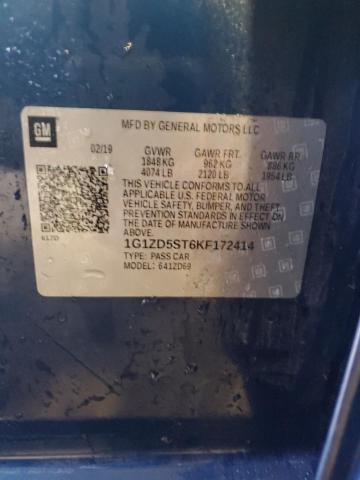 GM
MFD BY GENERAL MOTORS LLC
02/19 GVWR GAWR FRT GAWR RR
1848 KG 962 KG 886 KG
4074 LB 2120 LB 1954 LB
THIS VEHICLE CONFORMS TO ALL
APPLICABLE U.S. FEDERAL MOTOR
VEHICLE SAFETY, BUMPER, AND THEFT
PREVENTION STANDARDS IN EFFECT ON
THE DATE OF MANUFACTURE SHOWN
ABOVE.
1G1ZD5ST6KF172414
TYPE: PASS CAR
MODEL: 641ZD69